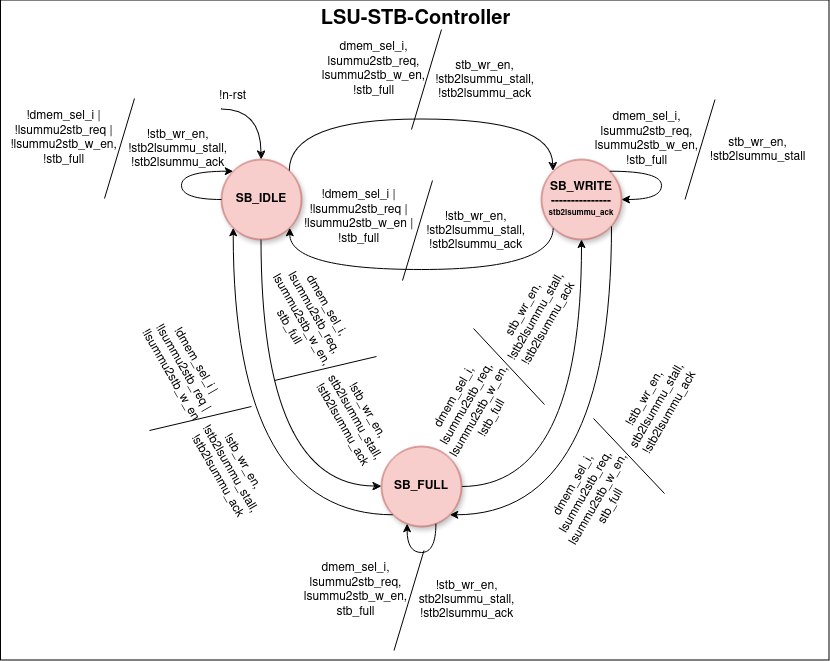 LSU-STB-Controller
dmem_sel_i,
lsummu2stb_req,
lsummu2stb_w_en,
!stb_full
stb_wr_en,
!stb2lsummu_stall,
!stb2lsummu_ack
!n-rst
!dmem_sel_i |
!lsummu2stb_req |
!lsummu2stb_w_en,
!stb_full
!stb_wr_en,
!stb2lsummu_stall,
!stb2lsummu_ack
dmem_sel_i,
lsummu2stb_req,
lsummu2stb_w_en,
!stb_full
stb_wr_en,
!stb2lsummu_stall
SB_IDLE
SB_WRITE
---------------
stb2lsummu_ack
!dmem_sel_i |
!lsummu2stb_req |
!lsummu2stb_w_en |
!stb_full
!stb_wr_en,
!stb2lsummu_stall,
!stb2lsummu_ack
dmem_sel_i,
lsummu2stb_req,
lsummu2stb_w_en,
stb_full
!stb_wr_en,
stb2lsummu_stall,
!stb2lsummu_ack
!dmem_sel_i |
!lsummu2stb_req |
!lsummu2stb_w_en
!stb_wr_en,
!stb2lsummu_stall,
!stb2lsummu_ack
stb_wr_en,
!stb2lsummu_stall,
!stb2lsummu_ack
dmem_sel_i,
lsummu2stb_req,
lsummu2stb_w_en,
!stb_full
!stb_wr_en,
stb2lsummu_stall,
!stb2lsummu_ack
dmem_sel_i,
lsummu2stb_req,
lsummu2stb_w_en,
stb_full
SB_FULL
dmem_sel_i,
lsummu2stb_req,
lsummu2stb_w_en,
stb_full
!stb_wr_en,
stb2lsummu_stall,
!stb2lsummu_ack